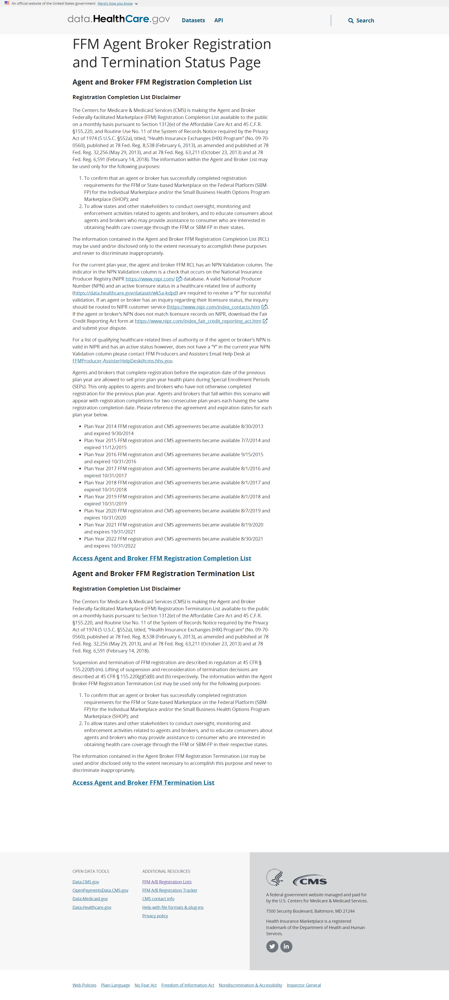 An official website of the United States government Here's how you know
data.HealthCare.gov Datasets API Search
FFM Agent Broker Registration
and Termination Status Page
Agent and Broker FFM Registration Completion List
Registration Completion List Disclaimer
The Centers for Medicare & Medicaid Services (CMS) is making the Agent and Broker
Federally-facilitated Marketplace (FFM) Registration Completion List available to the public
on a monthly basis pursuant to Section 1312(e) of the Affordable Care Act and 45 C.F.R.
§155.220, and Routine Use No. 11 of the System of Records Notice required by the Privacy
Act of 1974 (5 U.S.C. §552a), titled, “Health Insurance Exchanges (HIX) Program” (No. 09-70-
0560), published at 78 Fed. Reg. 8,538 (February 6, 2013), as amended and published at 78
Fed. Reg. 32,256 (May 29, 2013), and at 78 Fed. Reg. 63,211 (October 23, 2013) and at 78
Fed. Reg. 6,591 (February 14, 2018). The information within the Agent and Broker List may
be used only for the following purposes:
1. To confirm that an agent or broker has successfully completed registration
requirements for the FFM or State-based Marketplace on the Federal Platform (SBM-
FP) for the Individual Marketplace and/or the Small Business Health Options Program
Marketplace (SHOP); and
2. To allow states and other stakeholders to conduct oversight, monitoring and
enforcement activities related to agents and brokers, and to educate consumers about
agents and brokers who may provide assistance to consumer who are interested in
obtaining health care coverage through the FFM or SBM-FP in their states.
The information contained in the Agent and Broker FFM Registration Completion List (RCL)
may be used and/or disclosed only to the extent necessary to accomplish these purposes
and never to discriminate inappropriately.
For the current plan year, the agent and broker FFM RCL has an NPN Validation column. The
indicator in the NPN Validation column is a check that occurs on the National Insurance
Producer Registry (NIPR https://www.nipr.com/ ) database. A valid National Producer
Number (NPN) and an active licensure status in a healthcare related line of authority
(https://data.healthcare.gov/dataset/wk5a-kdpd) are required to receive a “Y” for successful
validation. If an agent or broker has an inquiry regarding their licensure status, the inquiry
should be routed to NIPR customer service (https://www.nipr.com/index_contacts.htm ).
If the agent or broker’s NPN does not match licensure records on NIPR, download the Fair
Credit Reporting Act form at https://www.nipr.com/index_fair_credit_reporting_act.htm
and submit your dispute.
For a list of qualifying healthcare related lines of authority or if the agent or broker’s NPN is
valid in NIPR and has an active status however, does not have a “Y” in the current year NPN
Validation column please contact FFM Producers and Assisters Email Help Desk at
FFMProducer-AssisterHelpDesk@cms.hhs.gov.
Agents and brokers that complete registration before the expiration date of the previous
plan year are allowed to sell prior plan year health plans during Special Enrollment Periods
(SEPs). This only applies to agents and brokers who have not otherwise completed
registration for the previous plan year. Agents and brokers that fall within this scenario will
appear with registration completions for two consecutive plan years each having the same
registration completion date. Please reference the agreement and expiration dates for each
plan year below.
• Plan Year 2014 FFM registration and CMS agreements became available 8/30/2013
and expired 9/30/2014
• Plan Year 2015 FFM registration and CMS agreements became available 7/7/2014 and
expired 11/12/2015
• Plan Year 2016 FFM registration and CMS agreements became available 9/15/2015
and expired 10/31/2016
• Plan Year 2017 FFM registration and CMS agreements became available 8/1/2016 and
expired 10/31/2017
• Plan Year 2018 FFM registration and CMS agreements became available 8/1/2017 and
expired 10/31/2018
• Plan Year 2019 FFM registration and CMS agreements became available 8/1/2018 and
expired 10/31/2019
• Plan Year 2020 FFM registration and CMS agreements became available 8/7/2019 and
expires 10/31/2020
• Plan Year 2021 FFM registration and CMS agreements became available 8/19/2020
and expires 10/31/2021
• Plan Year 2022 FFM registration and CMS agreements became available 8/30/2021
and expires 10/31/2022
Access Agent and Broker FFM Registration Completion List
Agent and Broker FFM Registration Termination List
Registration Completion List Disclaimer
The Centers for Medicare & Medicaid Services (CMS) is making the Agent and Broker
Federally-facilitated Marketplace (FFM) Registration Termination List available to the public
on a monthly basis pursuant to Section 1312(e) of the Affordable Care Act and 45 C.F.R.
§155.220, and Routine Use No. 11 of the System of Records Notice required by the Privacy
Act of 1974 (5 U.S.C. §552a), titled, “Health Insurance Exchanges (HIX) Program” (No. 09-70-
0560), published at 78 Fed. Reg. 8,538 (February 6, 2013), as amended and published at 78
Fed. Reg. 32,256 (May 29, 2013), and at 78 Fed. Reg. 63,211 (October 23, 2013) and at 78
Fed. Reg. 6,591 (February 14, 2018).
Suspension and termination of FFM registration are described in regulation at 45 CFR §
155.220(f)-(m). Lifting of suspension and reconsideration of termination decisions are
described at 45 CFR § 155.220(g)(5)(B) and (h) respectively. The information within the Agent
Broker FFM Registration Termination List may be used only for the following purposes:
1. To confirm that an agent or broker has successfully completed registration
requirements for the FFM or State-based Marketplace on the Federal Platform (SBM-
FP) for the Individual Marketplace and/or the Small Business Health Options Program
Marketplace (SHOP); and
2. To allow states and other stakeholders to conduct oversight, monitoring and
enforcement activities related to agents and brokers, and to educate consumers about
agents and brokers who may provide assistance to consumer who are interested in
obtaining health care coverage through the FFM or SBM-FP in their respective states.
The information contained in the Agent Broker FFM Registration Termination List may be
used and/or disclosed only to the extent necessary to accomplish this purpose and never to
discriminate inappropriately.
Access Agent and Broker FFM Termination List
OPEN DATA TOOLS
Data.CMS.gov
OpenPaymentsData.CMS.gov
Data.Medicaid.gov
Data.Healthcare.gov
ADDITIONAL RESOURCES
FFM A/B Registration Lists
FFM A/B Registration Tracker
CMS contact info
Help with file formats & plug-ins
Privacy policy
CMS
A federal government website managed and paid for
by the U.S. Centers for Medicare & Medicaid Services.
7500 Security Boulevard, Baltimore, MD 21244
Health Insurance Marketplace is a registered
trademark of the Department of Health and Human
Services.
Web Policies Plain Language No Fear Act Freedom of Information Act Nondiscrimination & Accessibility Inspector General